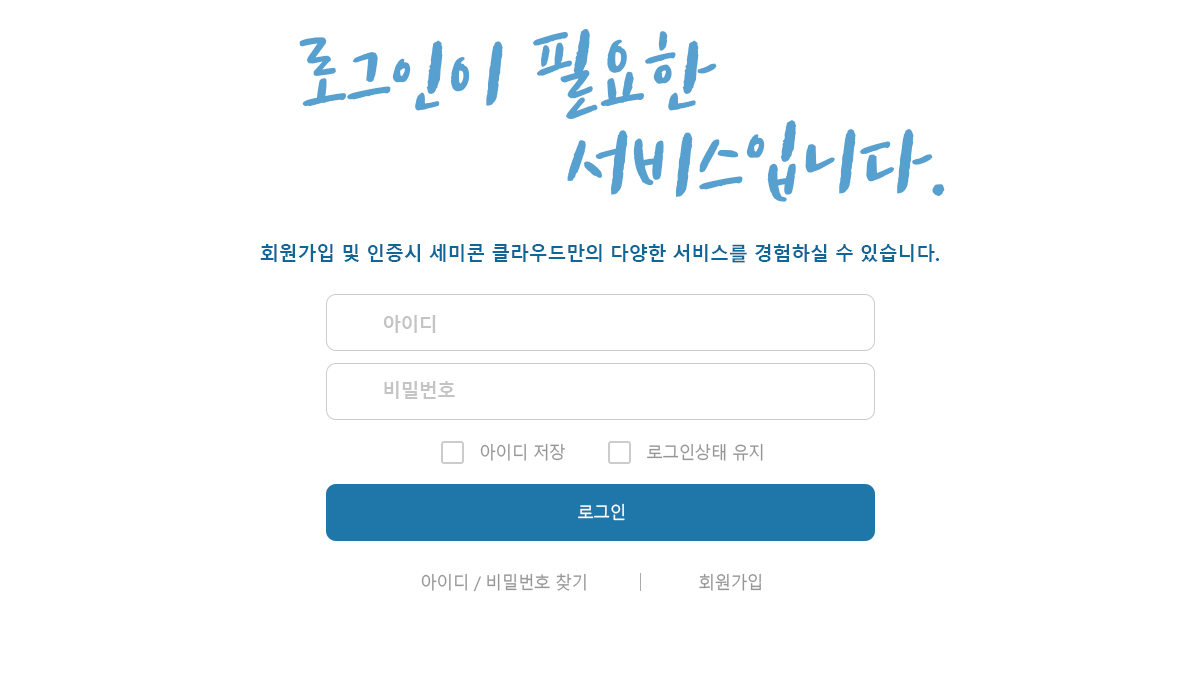 로그인이 필요한
서비스입니다.
회원가입 및 인증시 세미콘 클라우드만의 다양한 서비스를 경험하실 수 있습니다.
아이디
비밀번호
아이디 저장 로그인상태 유지
로그인
아이디 / 비밀번호 찾기 | 회원가입